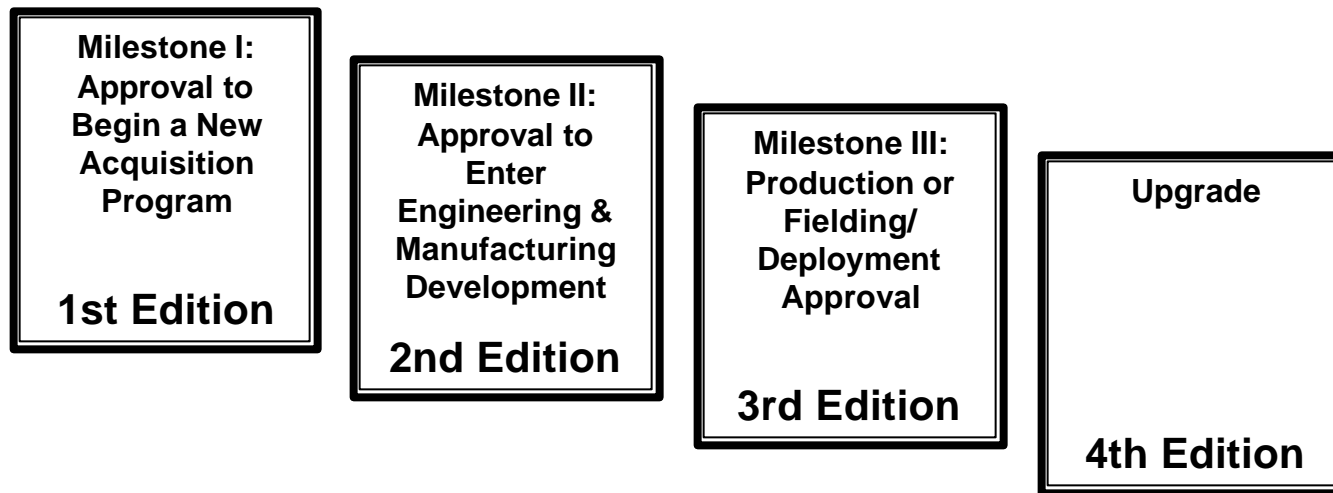 Milestone I:
Approval to
Begin a New
Acquisition
Program
1st Edition
Milestone II:
Approval to
Enter
Engineering &
Manufacturing
Development
2nd Edition
Milestone III:
Production or
Fielding/
Deployment
Approval
3rd Edition
Upgrade
4th Edition